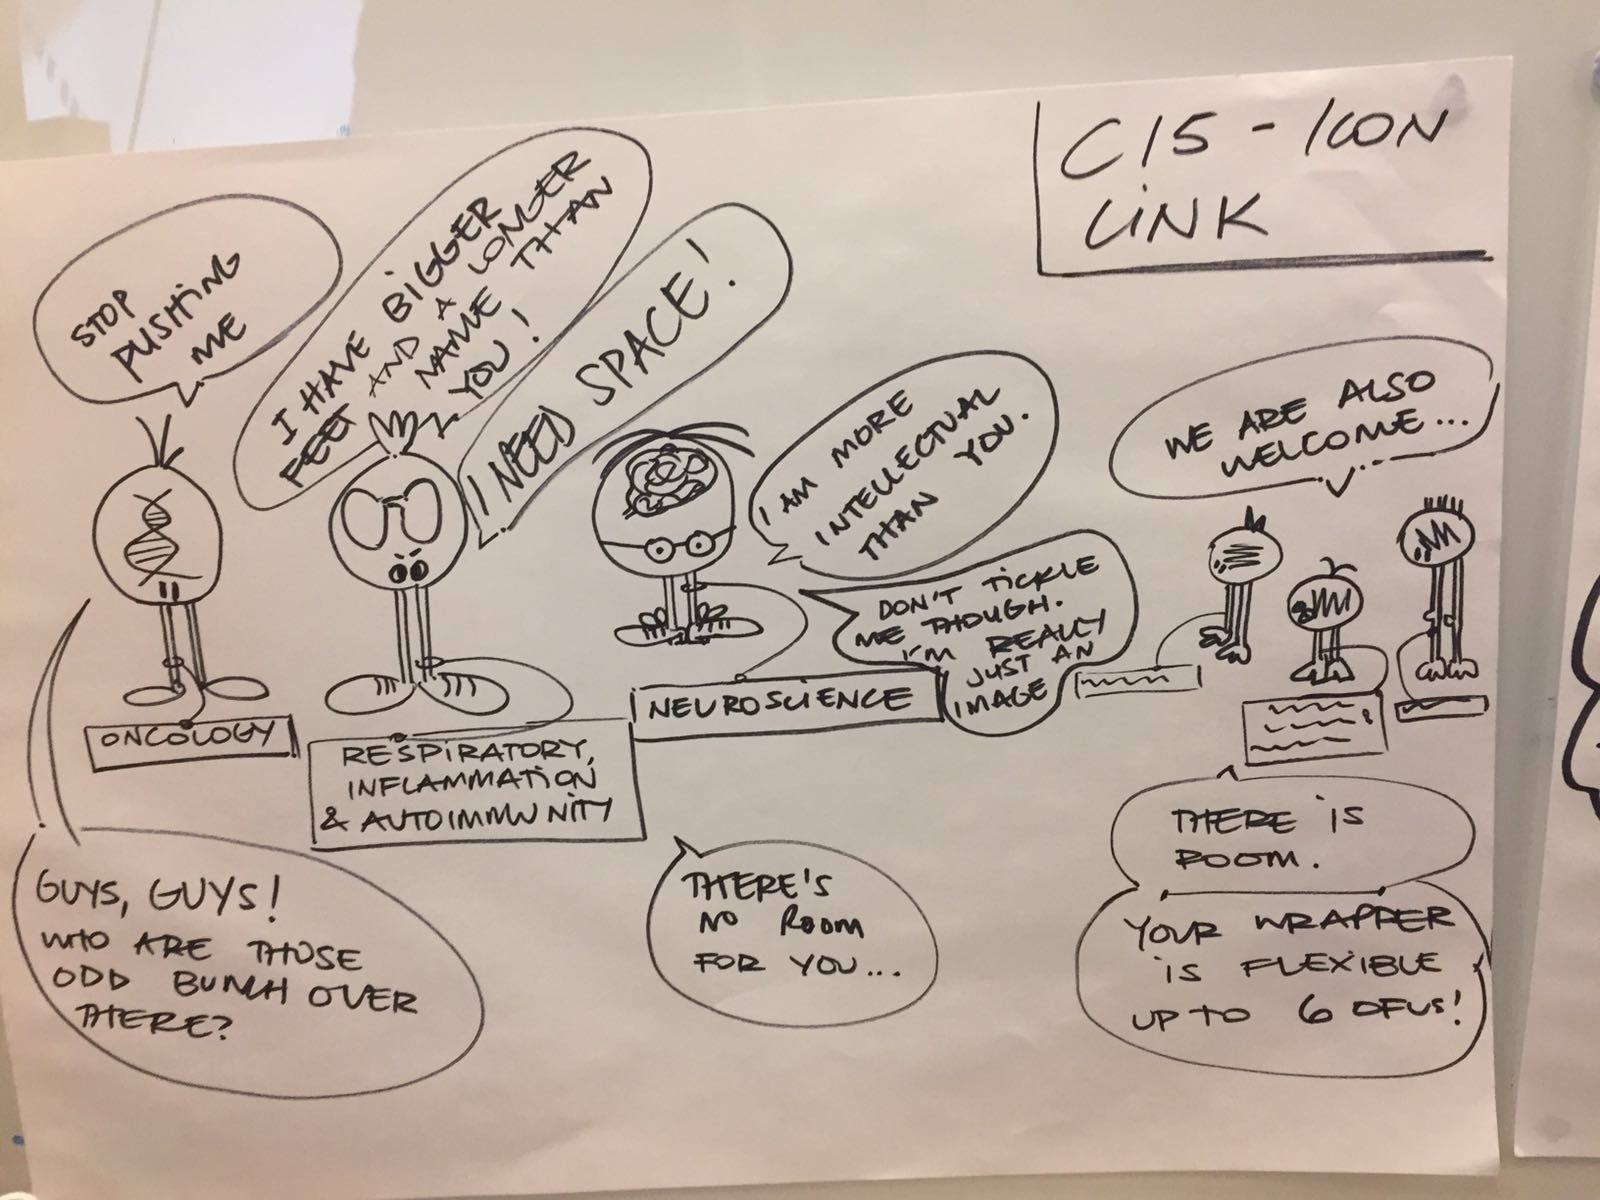 C15 - ICON
LINK
STOP
PUSHING
ME
I HAVE BIGGER
FEET AND A LONGER
NAME THAN
YOU!
I NEED SPACE!
I AM MORE
INTELLECTUAL
THAN YOU.
DON'T TICKLE
ME THOUGH.
I'M REALLY
JUST AN
IMAGE
WE ARE ALSO
WELCOME...
ONCOLOGY
RESPIRATORY,
INFLAMMATION
& AUTOIMMUNITY
NEUROSCIENCE
GUYS, GUYS!
WHO ARE THOSE
ODD BUNCH OVER
THERE?
THERE'S
NO ROOM
FOR YOU...
THERE IS
ROOM.
YOUR WRAPPER
IS FLEXIBLE
UP TO 6 OFUS!